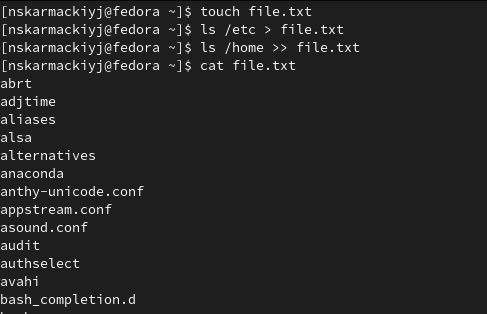 [nskarmackiyj@fedora ~]$ touch file.txt
[nskarmackiyj@fedora ~]$ ls /etc > file.txt
[nskarmackiyj@fedora ~]$ ls /home >> file.txt
[nskarmackiyj@fedora ~]$ cat file.txt
abrt
adjtime
aliases
alsa
alternatives
anaconda
anthy-unicode.conf
appstream.conf
asound.conf
audit
authselect
avahi
bash_completion.d